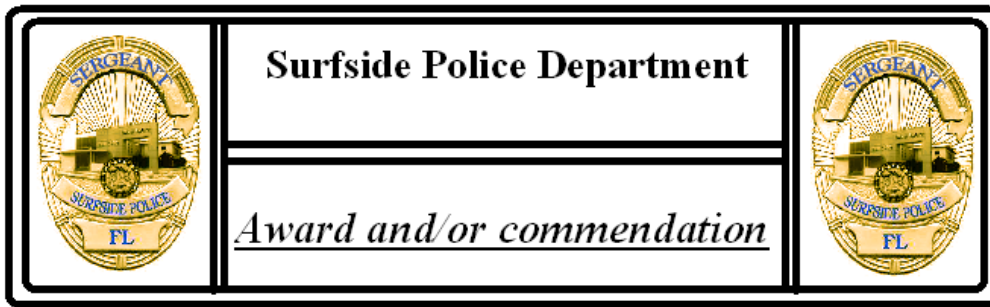 SERGEANT
SURFSIDE POLICE
FL
Surfside Police Department
Award and/or commendation
SERGEANT
SURFSIDE POLICE
FL